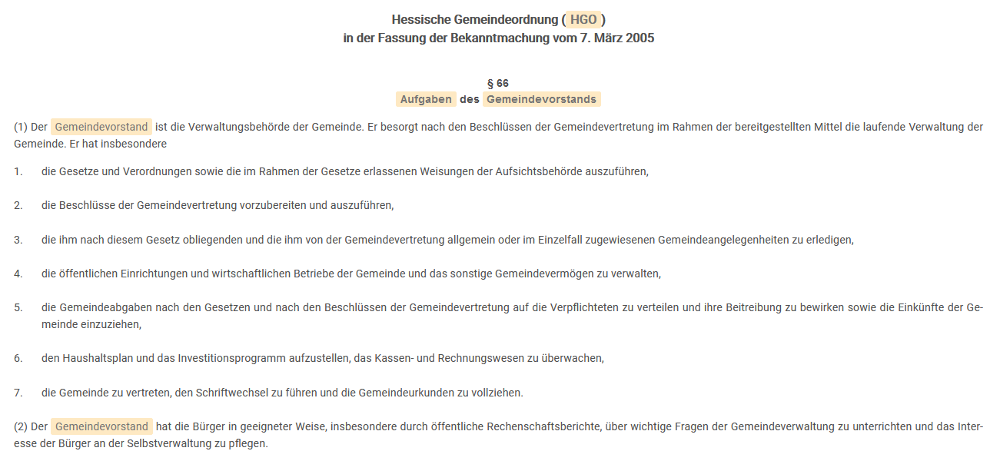 Hessische Gemeindeordnung ( HGO )
in der Fassung der Bekanntmachung vom 7. März 2005
§ 66
Aufgaben des Gemeindevorstands
(1) Der Gemeindevorstand ist die Verwaltungsbehörde der Gemeinde. Er besorgt nach den Beschlüssen der Gemeindevertretung im Rahmen der bereitgestellten Mittel die laufende Verwaltung der
Gemeinde. Er hat insbesondere
1. die Gesetze und Verordnungen sowie die im Rahmen der Gesetze erlassenen Weisungen der Aufsichtsbehörde auszuführen,
2. die Beschlüsse der Gemeindevertretung vorzubereiten und auszuführen,
3. die ihm nach diesem Gesetz obliegenden und die ihm von der Gemeindevertretung allgemein oder im Einzelfall zugewiesenen Gemeindeangelegenheiten zu erledigen,
4. die öffentlichen Einrichtungen und wirtschaftlichen Betriebe der Gemeinde und das sonstige Gemeindevermögen zu verwalten,
5. die Gemeindeabgaben nach den Gesetzen und nach den Beschlüssen der Gemeindevertretung auf die Verpflichteten zu verteilen und ihre Beitreibung zu bewirken sowie die Einkünfte der Ge-
meinde einzuziehen,
6. den Haushaltsplan und das Investitionsprogramm aufzustellen, das Kassen- und Rechnungswesen zu überwachen,
7. die Gemeinde zu vertreten, den Schriftwechsel zu führen und die Gemeindeurkunden zu vollziehen.
(2) Der Gemeindevorstand hat die Bürger in geeigneter Weise, insbesondere durch öffentliche Rechenschaftsberichte, über wichtige Fragen der Gemeindeverwaltung zu unterrichten und das Inter-
esse der Bürger an der Selbstverwaltung zu pflegen.